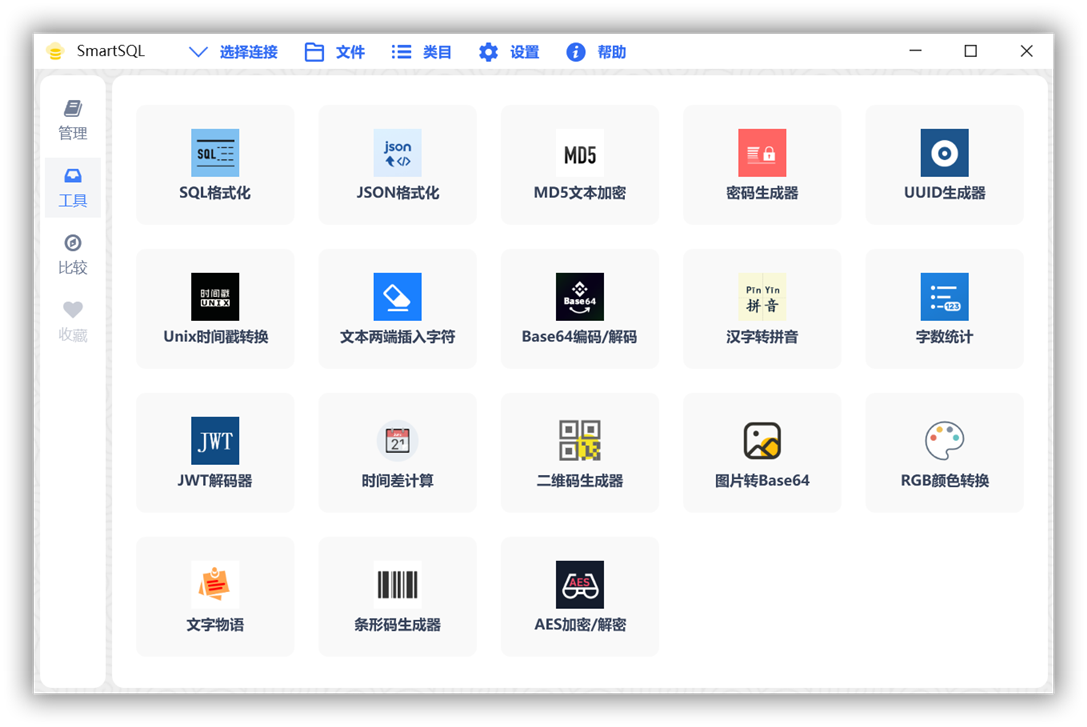 SmartSQL 选择连接 文件 类目 设置 帮助
管理
工具
比较
收藏
SQL
SQL格式化
json
JSON格式化
MD5
MD5文本加密
密码生成器
UUID生成器
时间戳
UNIX
Unix时间戳转换
文本两端插入字符
Base64
Base64编码/解码
Pīn Yīn
拼音
汉字转拼音
123
字数统计
JWT
JWT解码器
21
时间差计算
二维码生成器
图片转Base64
RGB颜色转换
文字物语
条形码生成器
AES
AES加密/解密